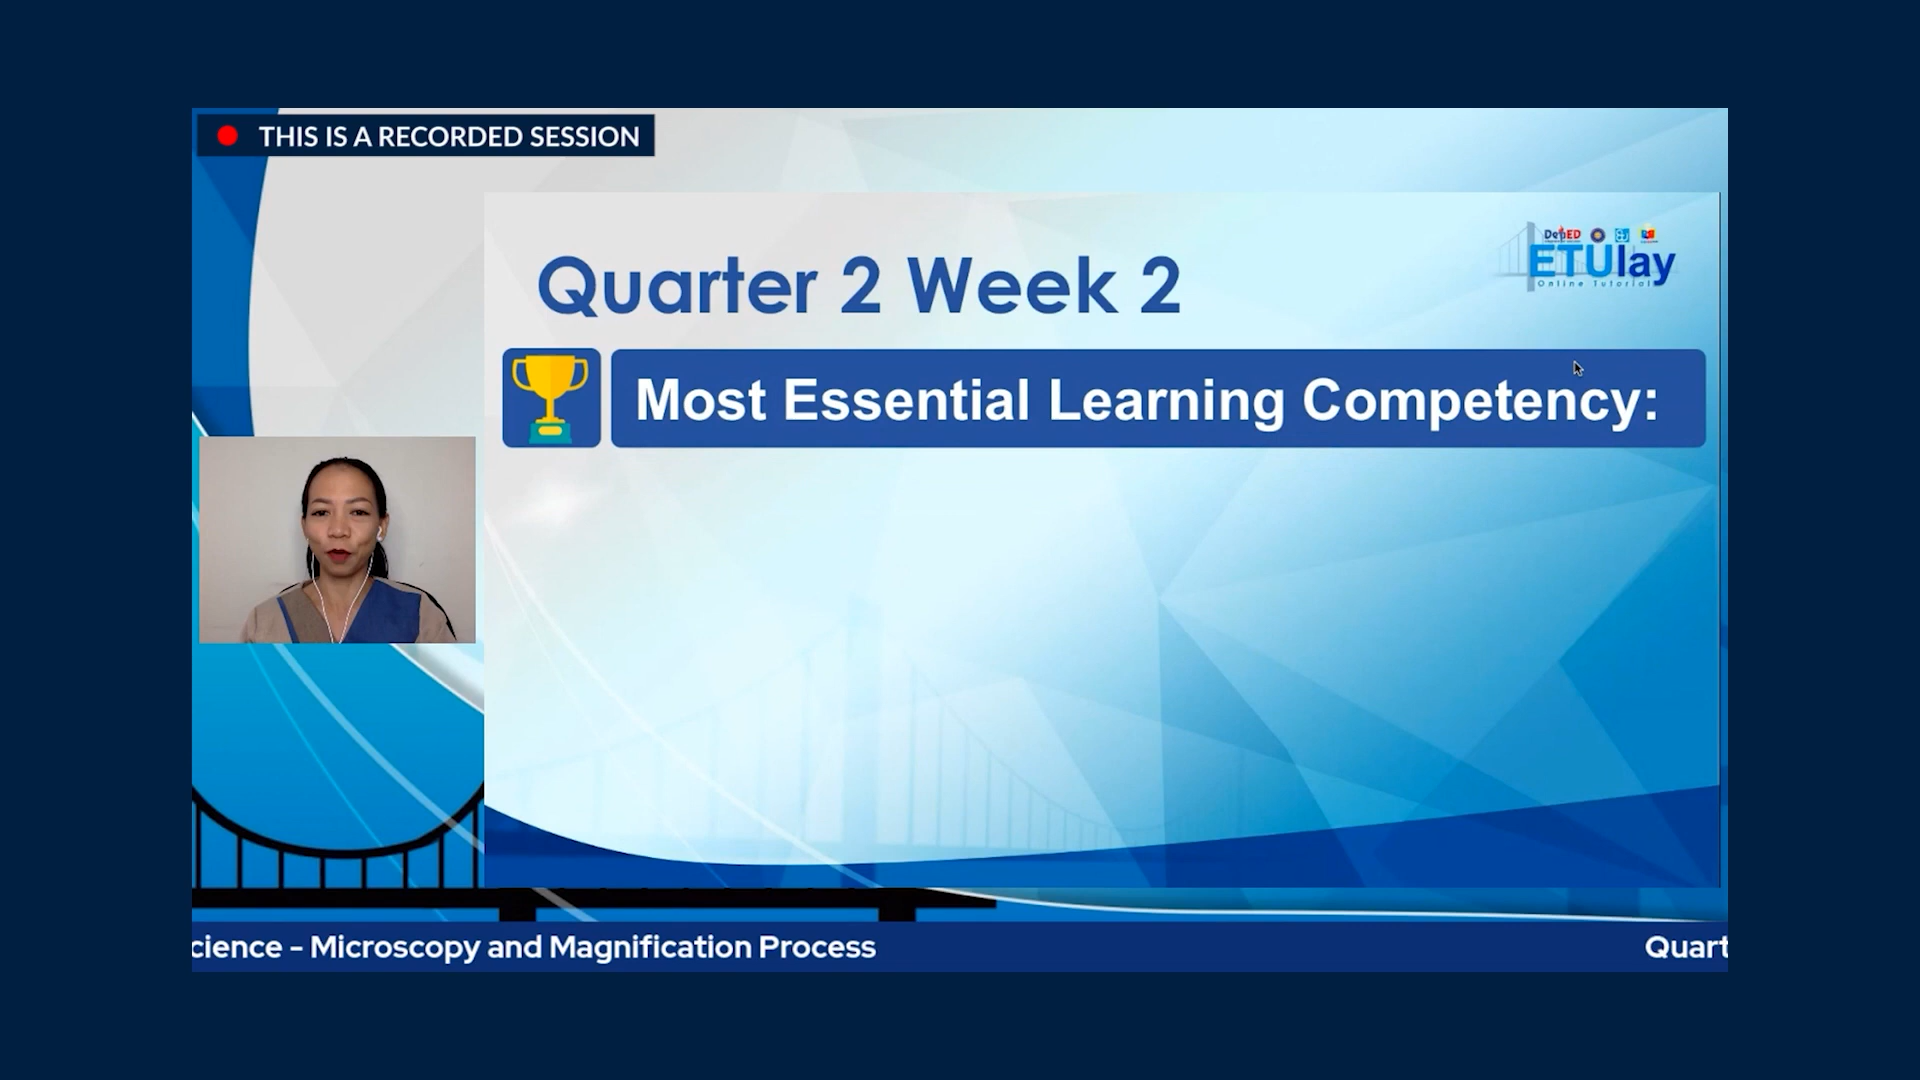 THIS IS A RECORDED SESSION
DepED
ETUlay
Online Tutorial
Quarter 2 Week 2
Most Essential Learning Competency:
cience - Microscopy and Magnification Process
Quart